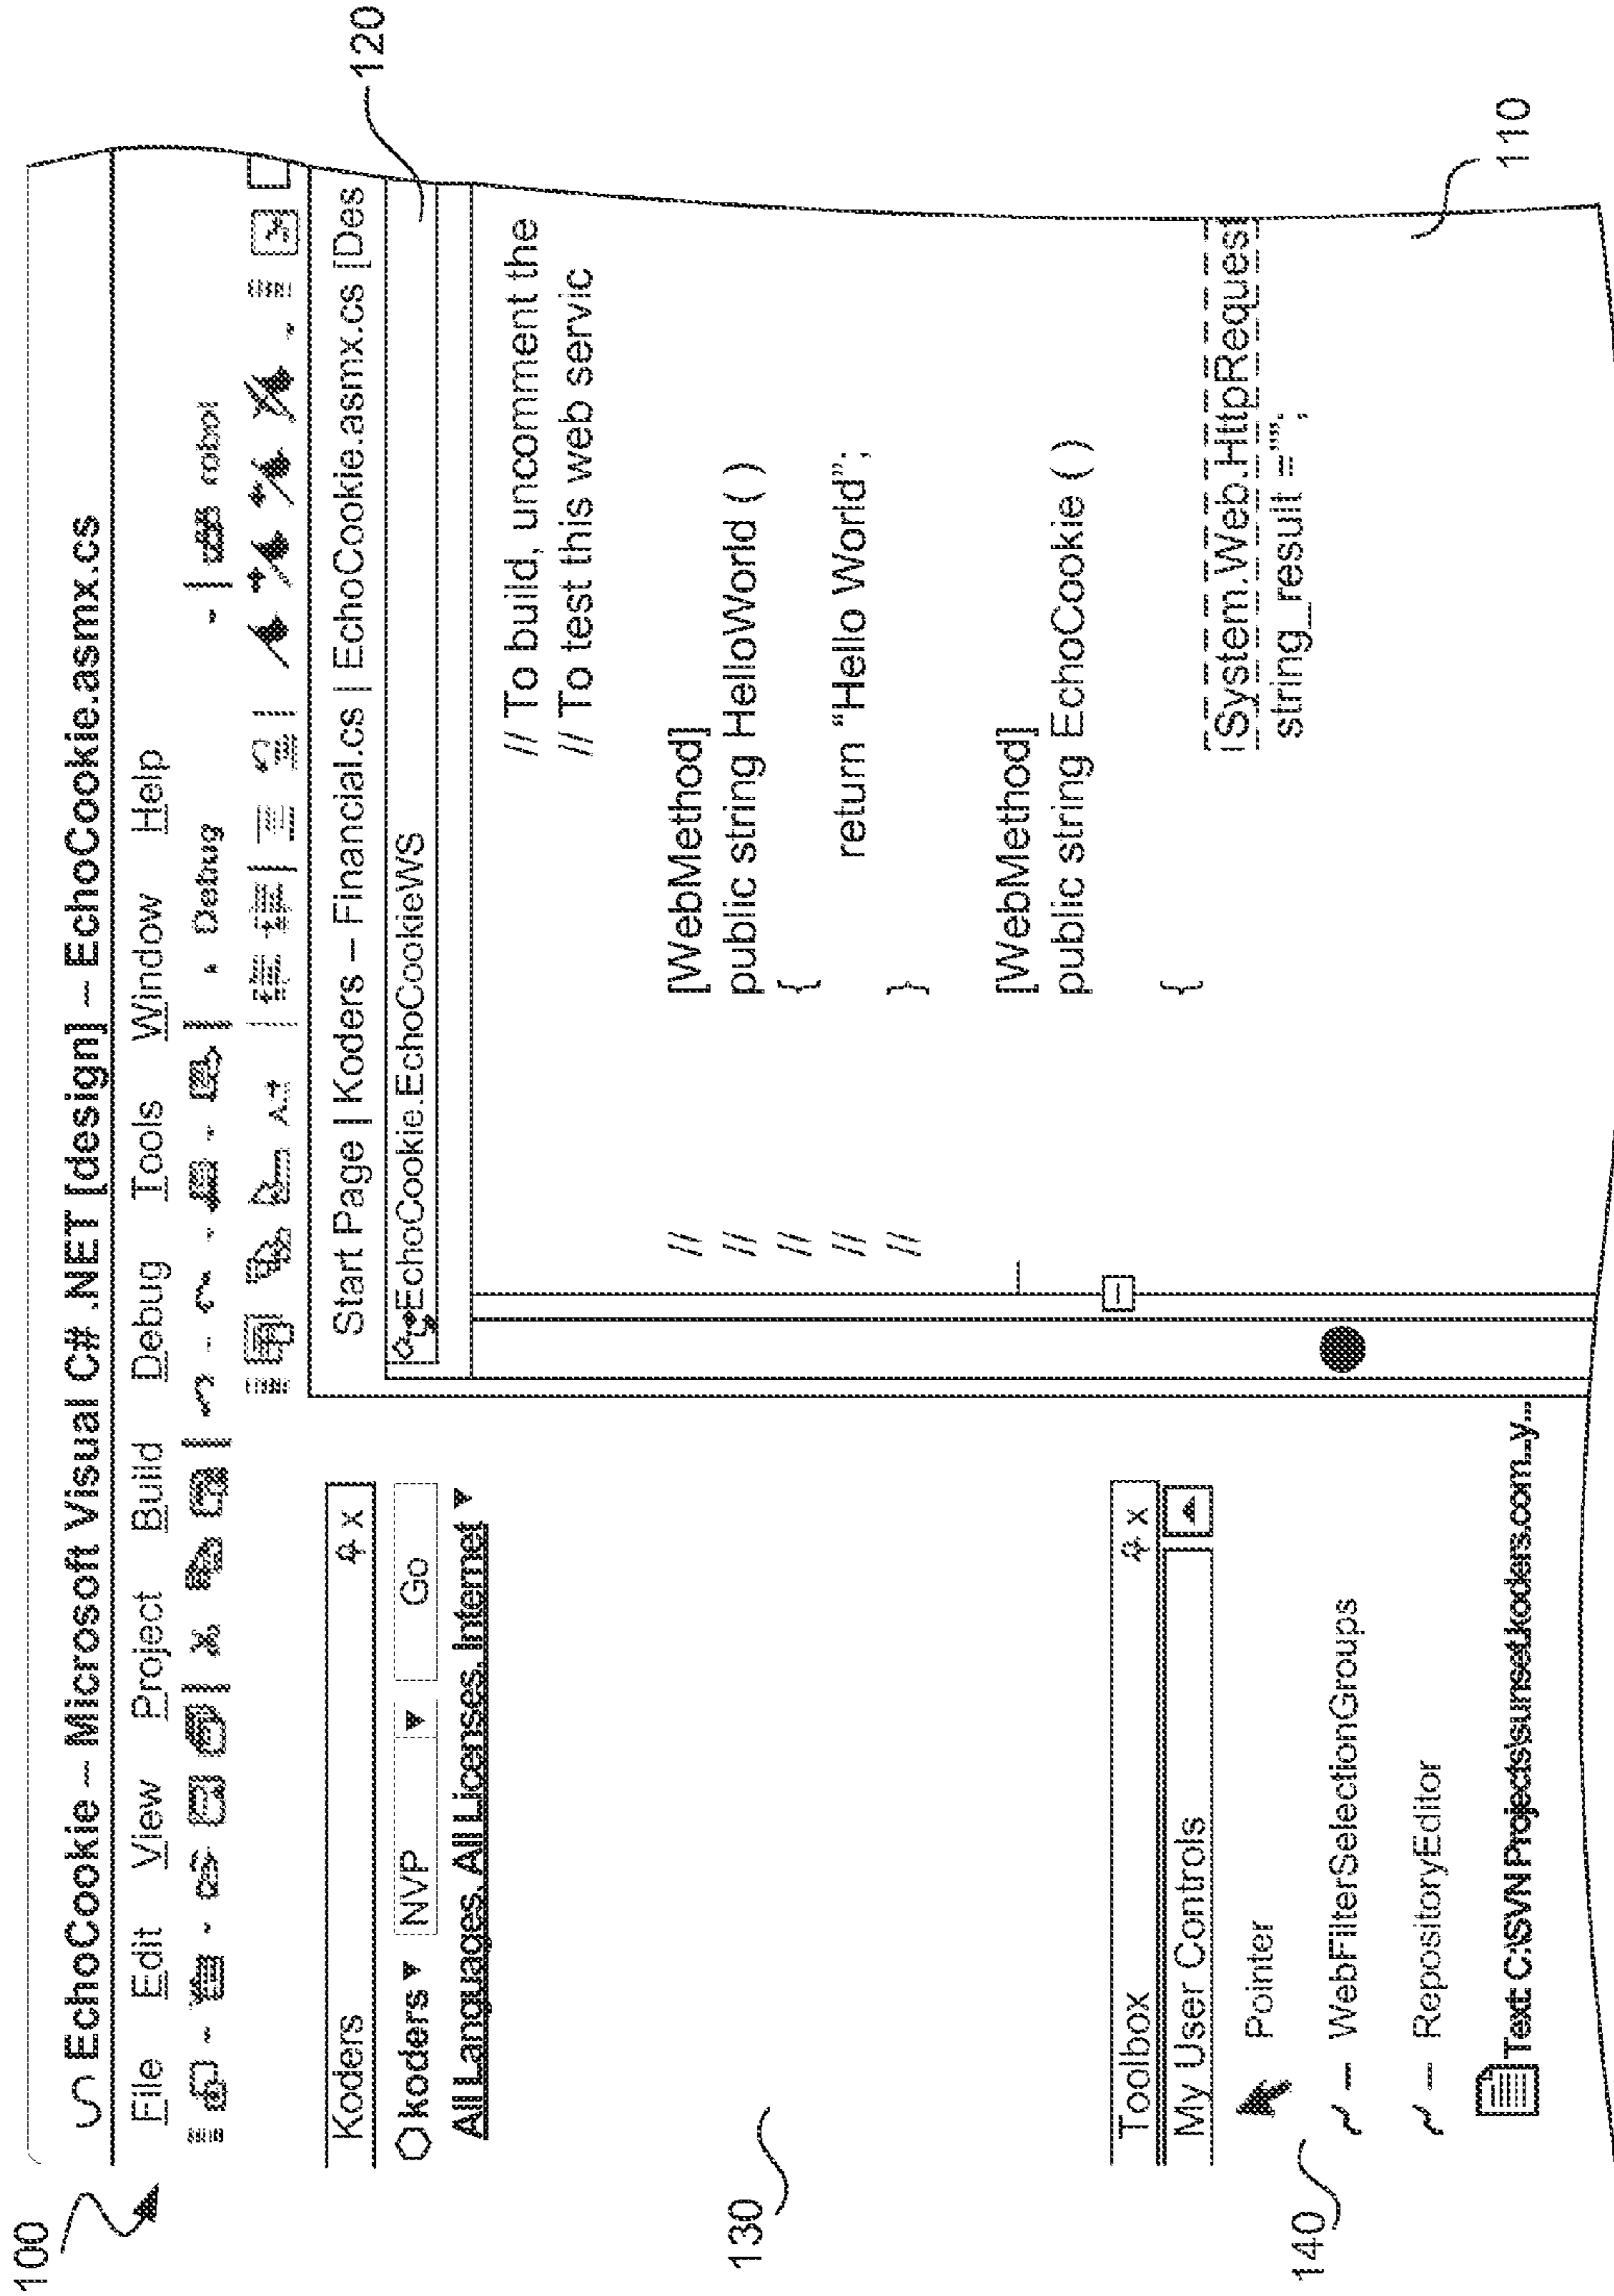 100
EchoCookie – Microsoft Visual C# .NET [design] – EchoCookie.asmx.cs
File Edit View Project Build Debug Tools Window Help
Debug
robol
Koders x
koders NVP Go
All Languages, All Licenses, Internet
130
Toolbox x
My User Controls
Pointer
– WebFilterSelectionGroups
– RepositoryEditor
Text: C:\SVN\Projects\sunset.koders.com...y...
140
Start Page | Koders – Financial.cs | EchoCookie.asmx.cs [Des
EchoCookie.EchoCookieWS
120
// To build, uncomment the
// To test this web servic
// [WebMethod]
// public string HelloWorld ( )
// {
// return “Hello World”;
// }
[WebMethod]
public string EchoCookie ( )
{
System.Web.HttpRequest
string_result =“”;
110